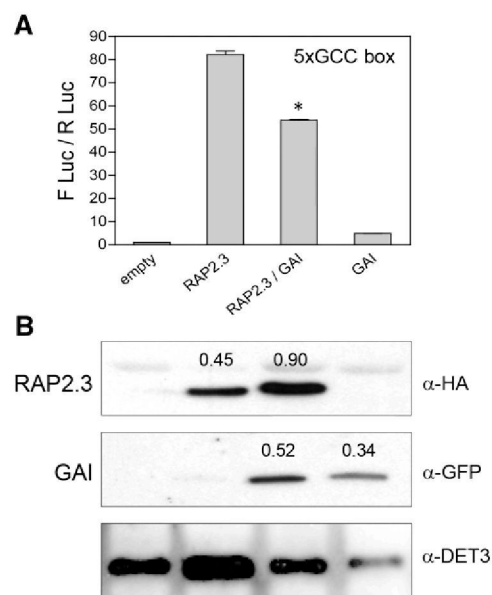 A
5xGCC box
F Luc / R Luc
90
80
70
60
50
40
30
20
10
0
*
empty
RAP2.3
RAP2.3 / GAI
GAI
B
RAP2.3
0.45
0.90
α-HA
GAI
0.52
0.34
α-GFP
α-DET3